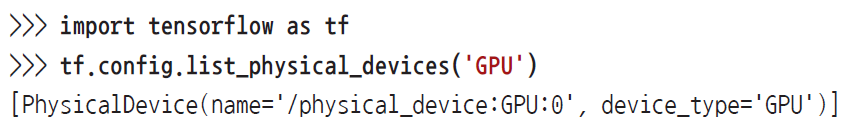 >>> import tensorflow as tf
>>> tf.config.list_physical_devices('GPU')
[PhysicalDevice(name='/physical_device:GPU:0', device_type='GPU')]